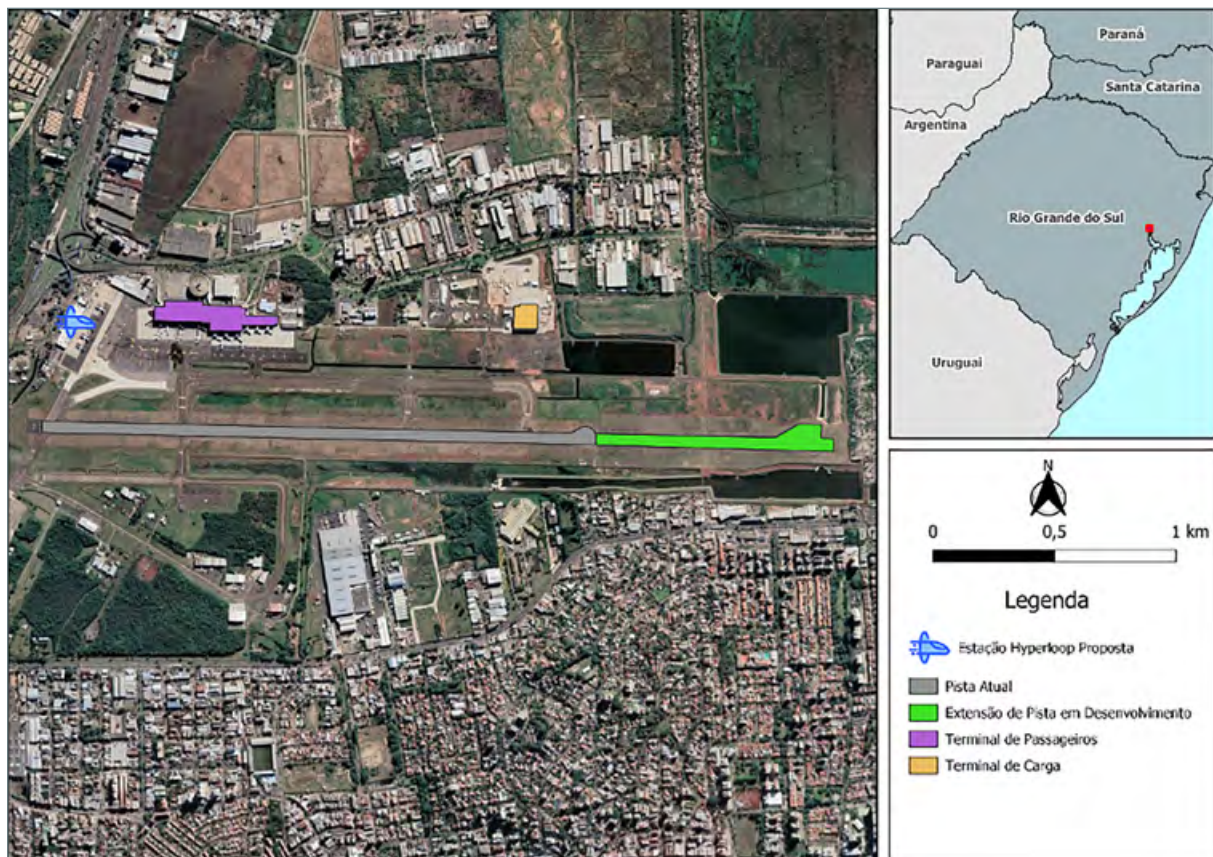 Paraná
Paraguai
Santa Catarina
Argentina
Rio Grande do Sul
Uruguai
N
0 0,5 1 km
Legenda
Estação Hyperloop Proposta
Pista Atual
Extensão de Pista em Desenvolvimento
Terminal de Passageiros
Terminal de Carga